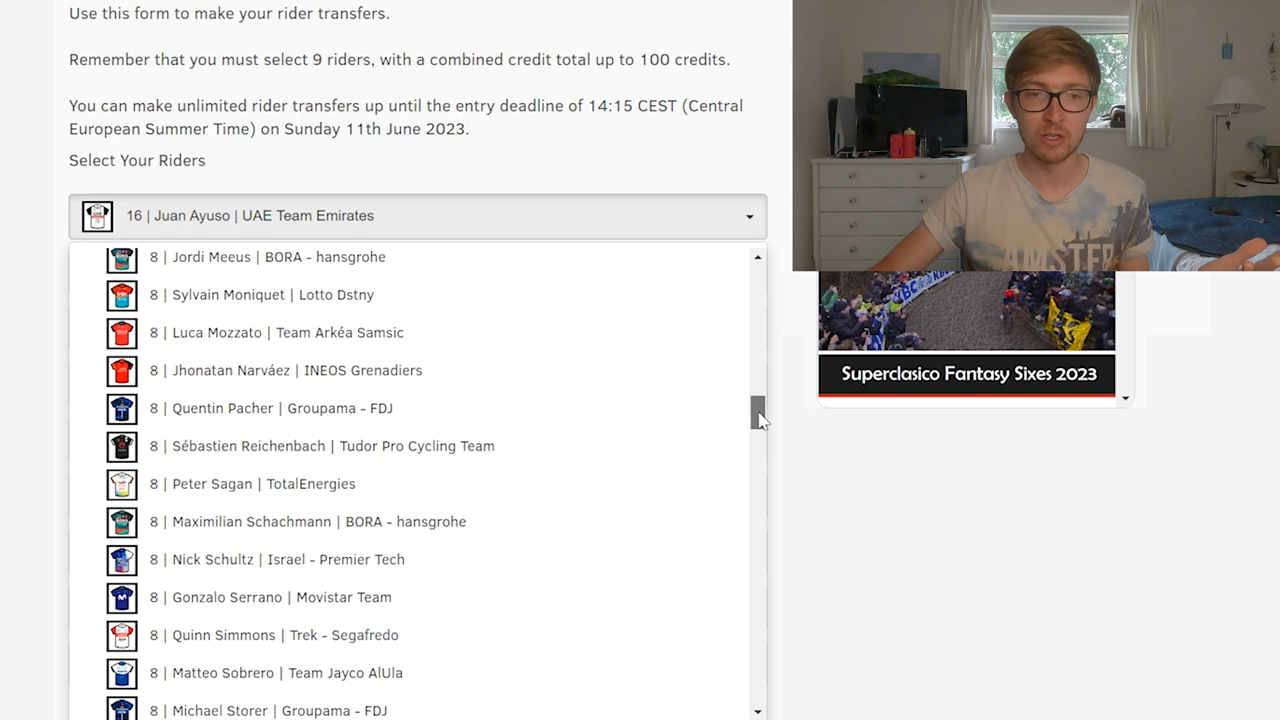 Use this form to make your rider transfers.
Remember that you must select 9 riders, with a combined credit total up to 100 credits.
You can make unlimited rider transfers up until the entry deadline of 14:15 CEST (Central
European Summer Time) on Sunday 11th June 2023.
Select Your Riders
16 | Juan Ayuso | UAE Team Emirates
8 | Jordi Meeus | BORA - hansgrohe
8 | Sylvain Moniquet | Lotto Dstny
8 | Luca Mozzato | Team Arkéa Samsic
8 | Jhonatan Narváez | INEOS Grenadiers
8 | Quentin Pacher | Groupama - FDJ
8 | Sébastien Reichenbach | Tudor Pro Cycling Team
8 | Peter Sagan | TotalEnergies
8 | Maximilian Schachmann | BORA - hansgrohe
8 | Nick Schultz | Israel - Premier Tech
8 | Gonzalo Serrano | Movistar Team
8 | Quinn Simmons | Trek - Segafredo
8 | Matteo Sobrero | Team Jayco AlUla
8 | Michael Storer | Groupama - FDJ
AMSTER
Superclasico Fantasy Sixes 2023